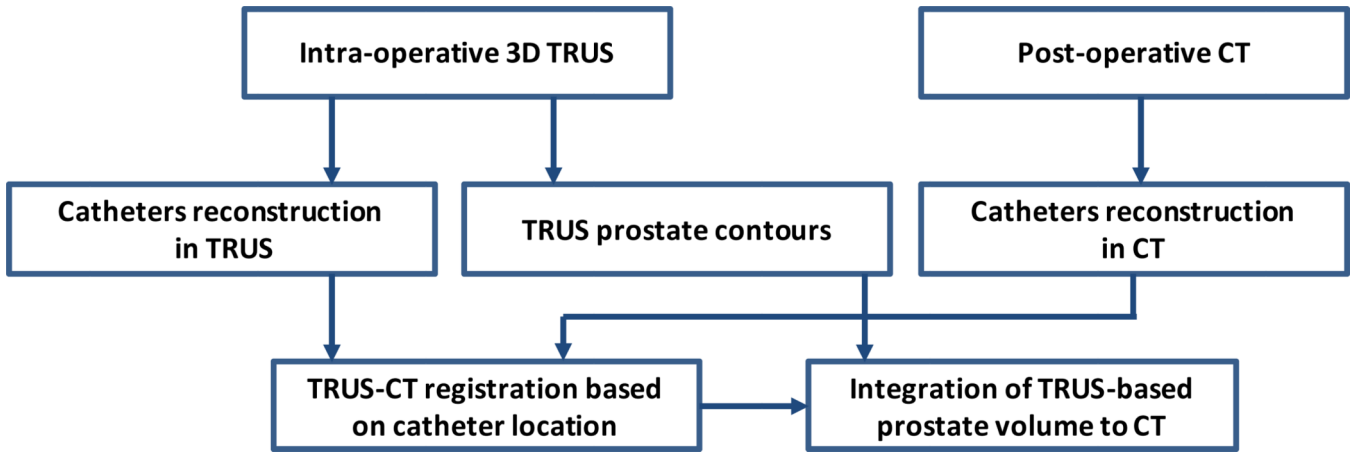 Intra-operative 3D TRUS
Post-operative CT
Catheters reconstruction
in TRUS
TRUS prostate contours
Catheters reconstruction
in CT
TRUS-CT registration based
on catheter location
Integration of TRUS-based
prostate volume to CT